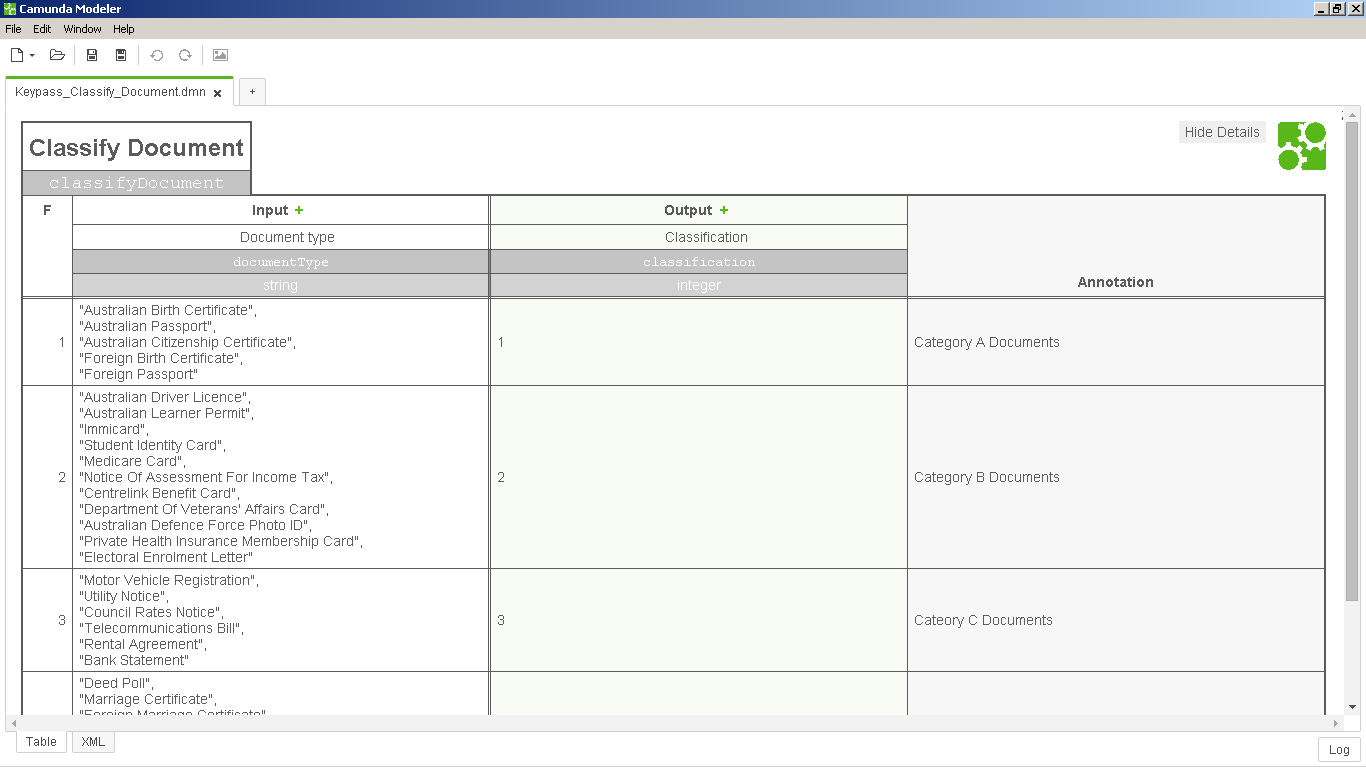 Camunda Modeler
File Edit Window Help
Keypass_Classify_Document.dmn x +
Hide Details
Classify Document
classifyDocument
F Input + Output +
Document type Classification
documentType classification
string integer
Annotation
"Australian Birth Certificate",
"Australian Passport",
1 "Australian Citizenship Certificate", 1 Category A Documents
"Foreign Birth Certificate",
"Foreign Passport"
"Australian Driver Licence",
"Australian Learner Permit",
"Immicard",
"Student Identity Card",
"Medicare Card",
2 "Notice Of Assessment For Income Tax", 2 Category B Documents
"Centrelink Benefit Card",
"Department Of Veterans' Affairs Card",
"Australian Defence Force Photo ID",
"Private Health Insurance Membership Card",
"Electoral Enrolment Letter"
"Motor Vehicle Registration",
"Utility Notice",
"Council Rates Notice",
3 "Telecommunications Bill", 3 Cateory C Documents
"Rental Agreement",
"Bank Statement"
"Deed Poll",
"Marriage Certificate",
"Foreign Marriage Certificate"
Table XML
Log